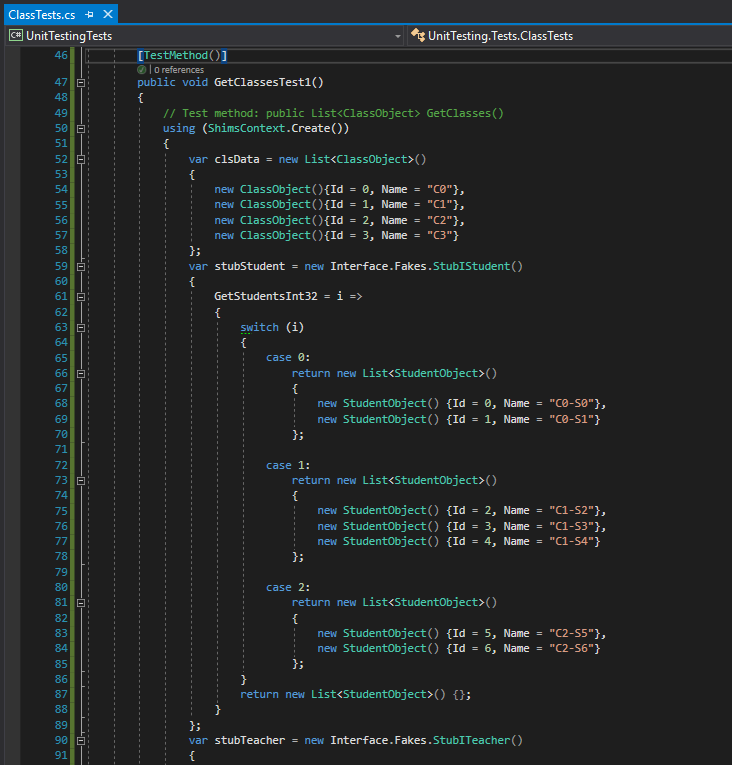 ClassTests.cs
C# UnitTestingTests UnitTesting.Tests.ClassTests
46 [TestMethod()]
| 0 references
47 public void GetClassesTest1()
48 {
49 // Test method: public List<ClassObject> GetClasses()
50 using (ShimsContext.Create())
51 {
52 var clsData = new List<ClassObject>()
53 {
54 new ClassObject(){Id = 0, Name = "C0"},
55 new ClassObject(){Id = 1, Name = "C1"},
56 new ClassObject(){Id = 2, Name = "C2"},
57 new ClassObject(){Id = 3, Name = "C3"}
58 };
59 var stubStudent = new Interface.Fakes.StubIStudent()
60 {
61 GetStudentsInt32 = i =>
62 {
63 switch (i)
64 {
65 case 0:
66 return new List<StudentObject>()
67 {
68 new StudentObject() {Id = 0, Name = "C0-S0"},
69 new StudentObject() {Id = 1, Name = "C0-S1"}
70 };
71
72 case 1:
73 return new List<StudentObject>()
74 {
75 new StudentObject() {Id = 2, Name = "C1-S2"},
76 new StudentObject() {Id = 3, Name = "C1-S3"},
77 new StudentObject() {Id = 4, Name = "C1-S4"}
78 };
79
80 case 2:
81 return new List<StudentObject>()
82 {
83 new StudentObject() {Id = 5, Name = "C2-S5"},
84 new StudentObject() {Id = 6, Name = "C2-S6"}
85 };
86 }
87 return new List<StudentObject>() {};
88 }
89 };
90 var stubTeacher = new Interface.Fakes.StubITeacher()
91 {